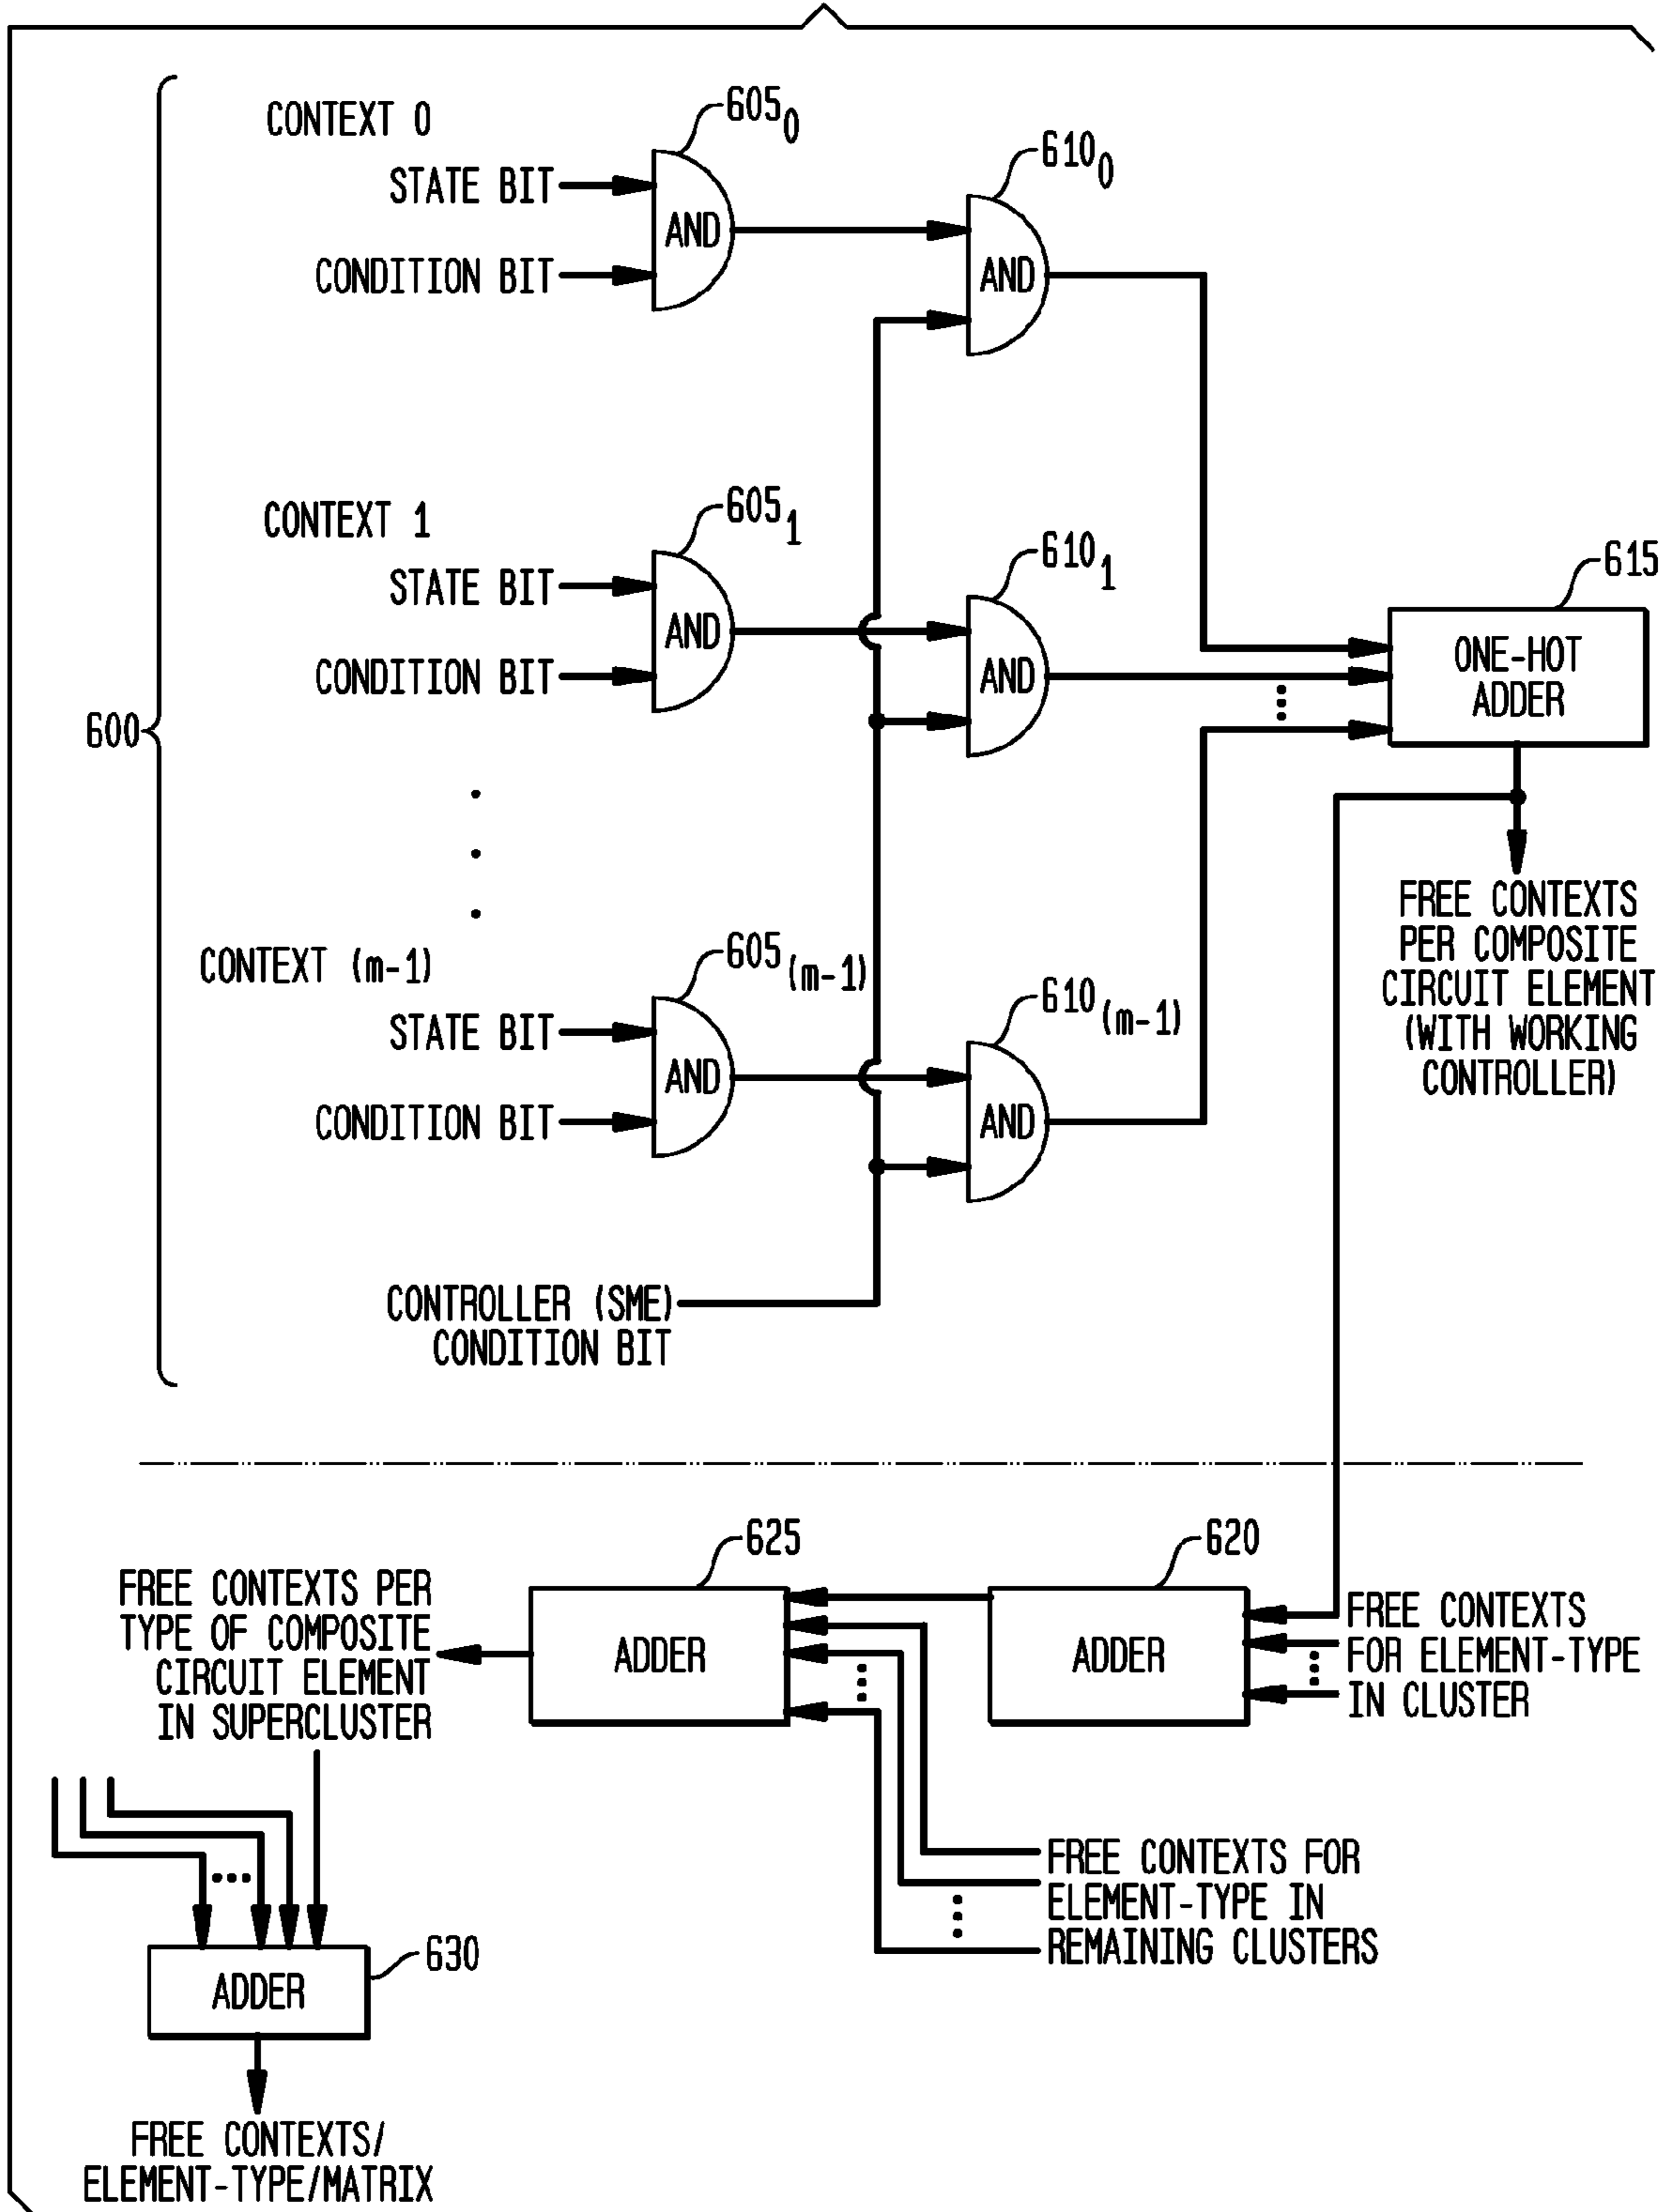 CONTEXT 0
605₀
STATE BIT
CONDITION BIT
AND
610₀
AND
CONTEXT 1
605₁
STATE BIT
CONDITION BIT
AND
610₁
AND
615
ONE-HOT
ADDER
600
FREE CONTEXTS
PER COMPOSITE
CIRCUIT ELEMENT
(WITH WORKING
CONTROLLER)
CONTEXT (m-1)
605(m-1)
STATE BIT
CONDITION BIT
AND
610(m-1)
AND
CONTROLLER (SME)
CONDITION BIT
625
620
FREE CONTEXTS PER
TYPE OF COMPOSITE
CIRCUIT ELEMENT
IN SUPERCLUSTER
ADDER
ADDER
FREE CONTEXTS
FOR ELEMENT-TYPE
IN CLUSTER
FREE CONTEXTS FOR
ELEMENT-TYPE IN
REMAINING CLUSTERS
630
ADDER
FREE CONTEXTS/
ELEMENT-TYPE/MATRIX